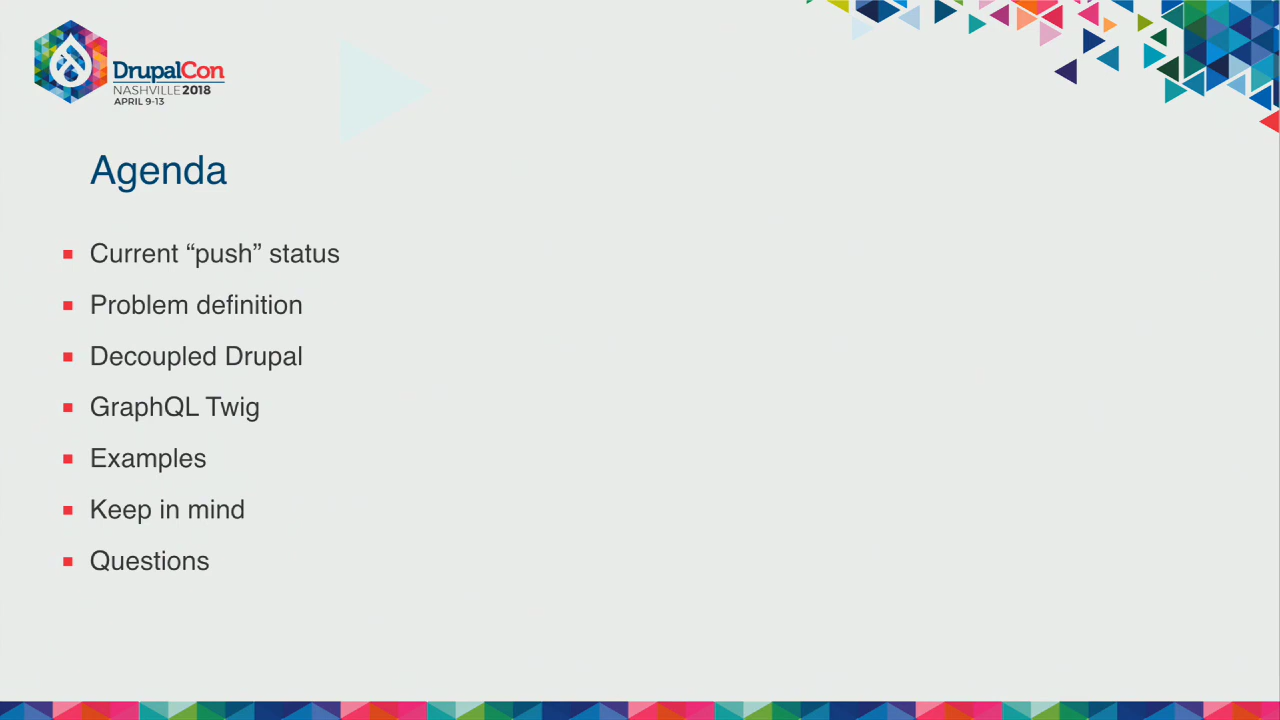 DrupalCon
NASHVILLE 2018
APRIL 9-13
Agenda
Current “push” status
Problem definition
Decoupled Drupal
GraphQL Twig
Examples
Keep in mind
Questions